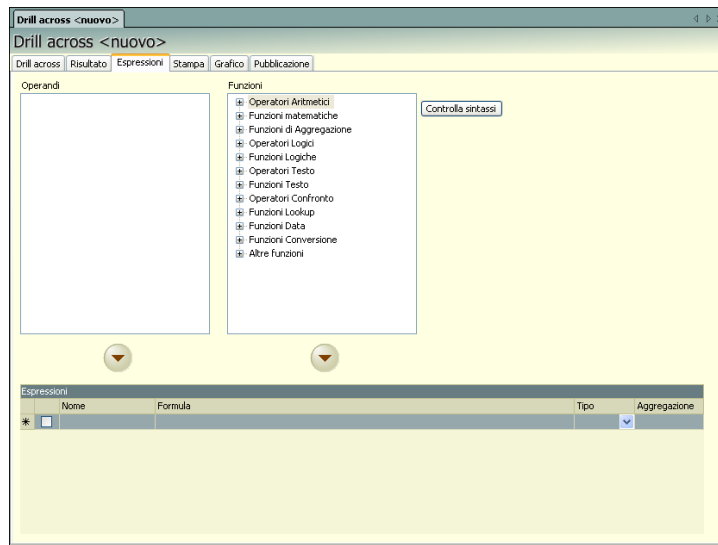 Drill across <nuovo>
Drill across <nuovo>
Drill across Risultato Espressioni Stampa Grafico Pubblicazione
Operandi
Funzioni
Operatori Aritmetici
Funzioni matematiche
Funzioni di Aggregazione
Operatori Logici
Funzioni Logiche
Operatori Testo
Funzioni Testo
Operatori Confronto
Funzioni Lookup
Funzioni Data
Funzioni Conversione
Altre funzioni
Controlla sintassi
Espressioni
Nome Formula Tipo Aggregazione